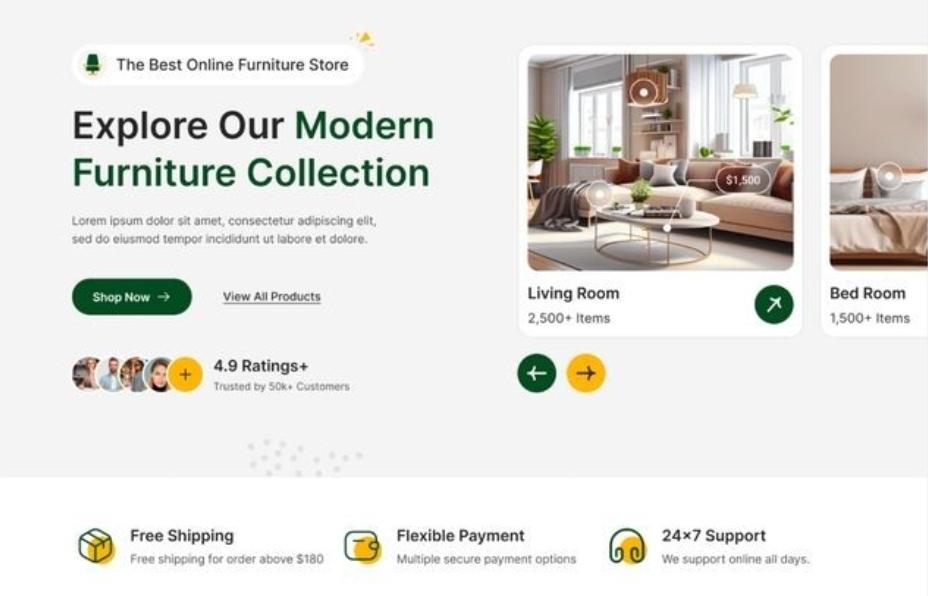 The Best Online Furniture Store
Explore Our Modern
Furniture Collection
Lorem ipsum dolor sit amet, consectetur adipiscing elit,
sed do eiusmod tempor incididunt ut labore et dolore.
Shop Now
View All Products
4.9 Ratings+
Trusted by 50k+ Customers
$1,500
Living Room
2,500+ Items
Bed Room
1,500+ Items
Free Shipping
Free shipping for order above $180
Flexible Payment
Multiple secure payment options
24×7 Support
We support online all days.